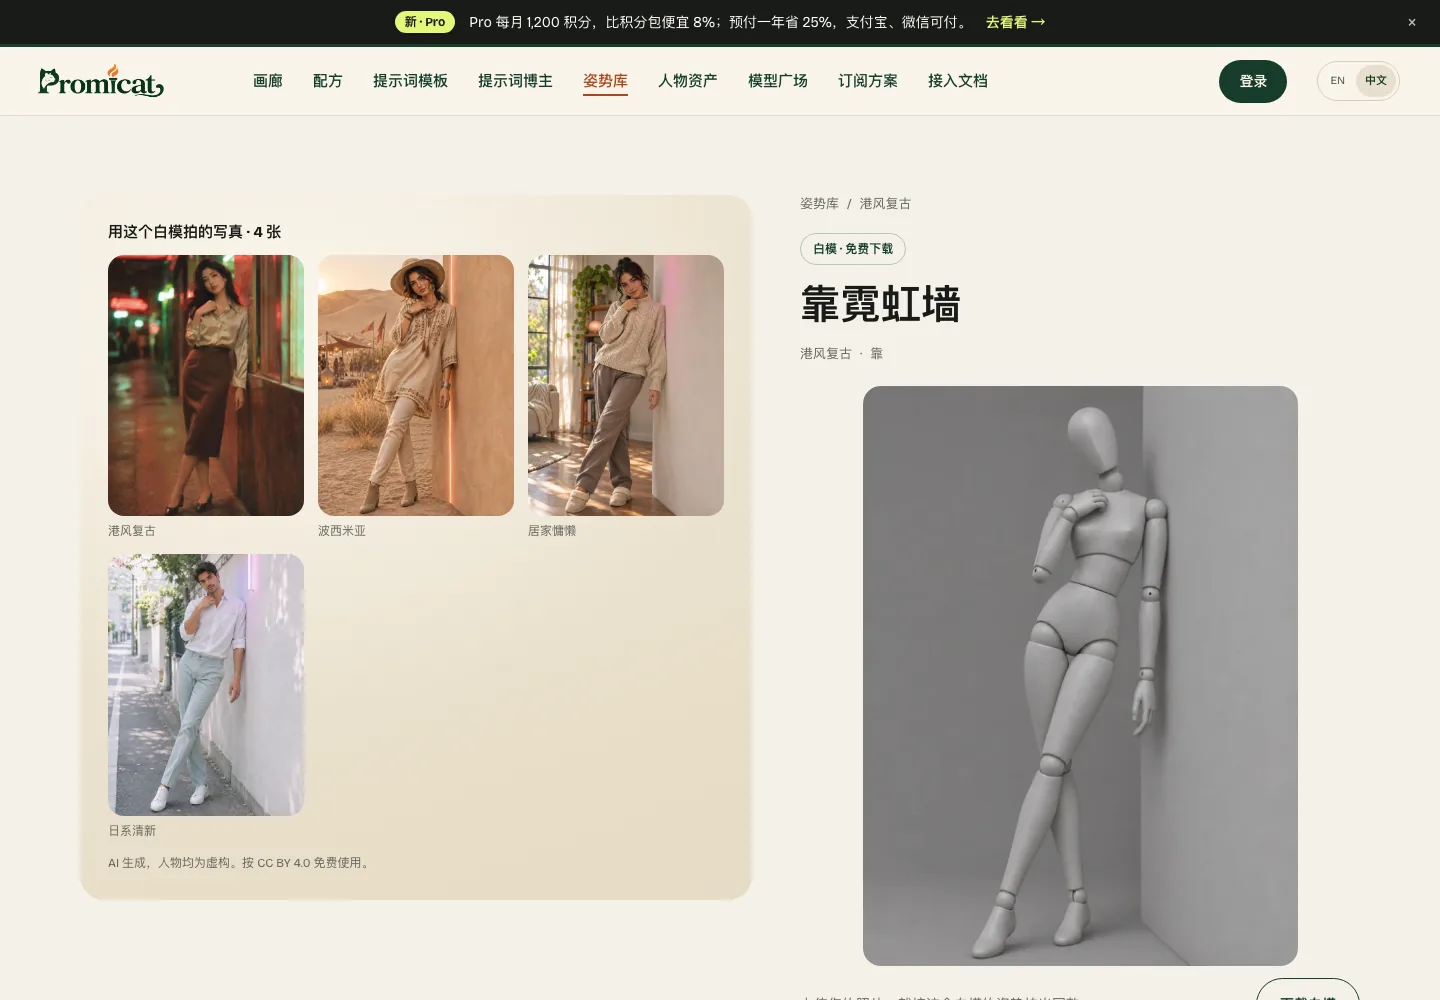 新 · Pro Pro 每月 1,200 积分，比积分包便宜 8%；预付一年省 25%，支付宝、微信可付。 去看看 → ×
Promicat 画廊 配方 提示词模板 提示词博主 姿势库 人物资产 模型广场 订阅方案 接入文档 登录 EN 中文
用这个白模拍的写真 · 4 张
港风复古 波西米亚 居家慵懒
日系清新
AI 生成，人物均为虚构。按 CC BY 4.0 免费使用。
姿势库 / 港风复古
白模 · 免费下载
靠霓虹墙
港风复古 · 靠